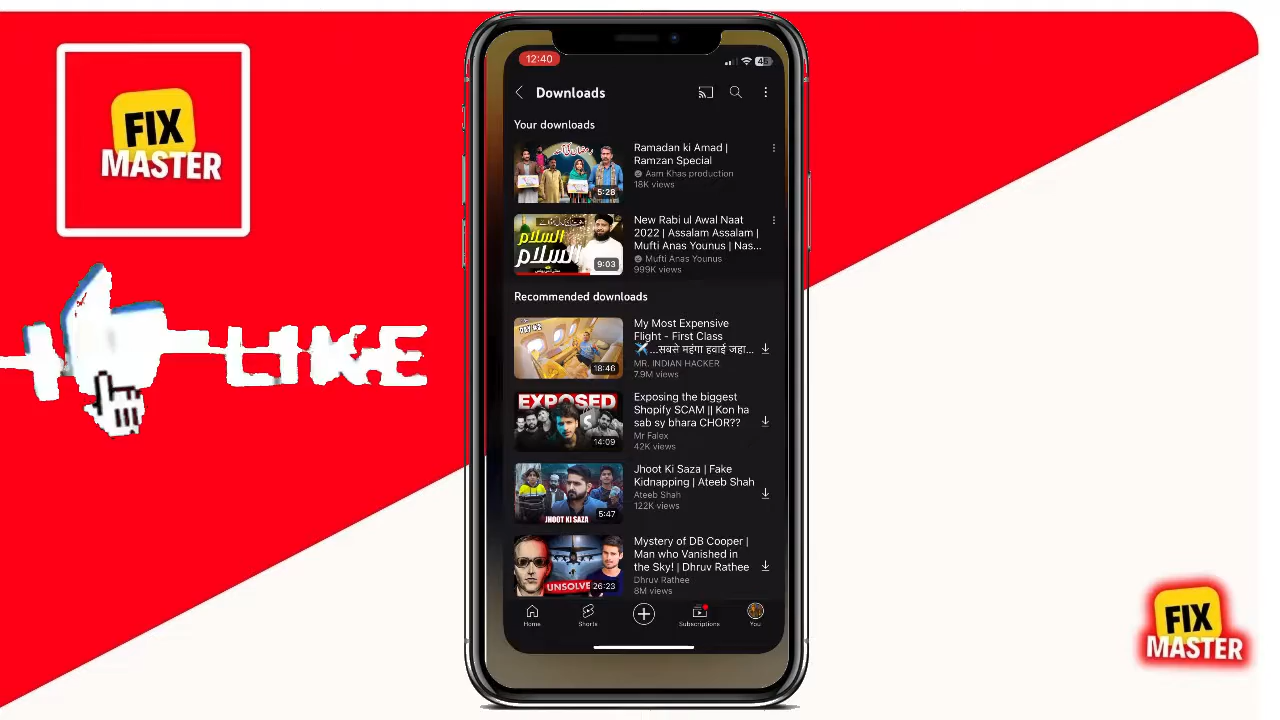 FIX
MASTER
LIKE
12:40
45
Downloads
Your downloads
5:28
Ramadan ki Amad |
Ramzan Special
Aam Khas production
18K views
السلام
السلام
9:03
New Rabi ul Awal Naat
2022 | Assalam Assalam |
Mufti Anas Younus | Nas...
Mufti Anas Younus
999K views
Recommended downloads
DAY 42
18:46
My Most Expensive
Flight - First Class
✈️...सबसे महंगा हवाई जहा...
MR. INDIAN HACKER
7.9M views
EXPOSED
14:09
Exposing the biggest
Shopify SCAM || Kon ha
sab sy bhara CHOR??
Mr Falex
42K views
JHOOT KI SAZA
5:47
Jhoot Ki Saza | Fake
Kidnapping | Ateeb Shah
Ateeb Shah
122K views
UNSOLVE
26:23
Mystery of DB Cooper |
Man who Vanished in
the Sky! | Dhruv Rathee
Dhruv Rathee
8M views
Home
Shorts
Subscriptions
You
FIX
MASTER